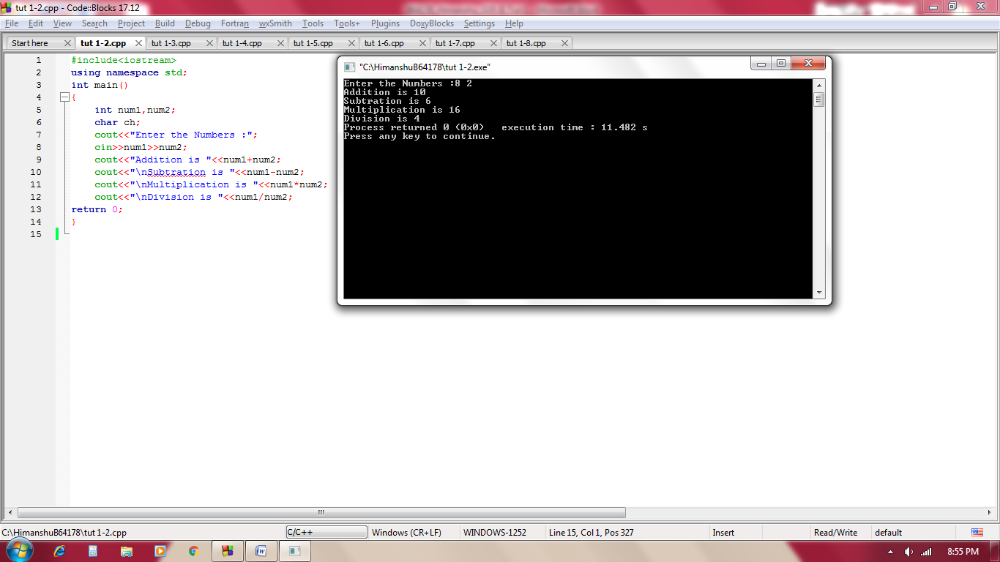 tut 1-2.cpp - Code::Blocks 17.12
File Edit View Search Project Build Debug Fortran wxSmith Tools Tools+ Plugins DoxyBlocks Settings Help
Start here tut 1-2.cpp tut 1-3.cpp tut 1-4.cpp tut 1-5.cpp tut 1-6.cpp tut 1-7.cpp tut 1-8.cpp
1 #include<iostream>
2 using namespace std;
3 int main()
4 {
5 int num1,num2;
6 char ch;
7 cout<<"Enter the Numbers :";
8 cin>>num1>>num2;
9 cout<<"Addition is "<<num1+num2;
10 cout<<"\nSubtration is "<<num1-num2;
11 cout<<"\nMultiplication is "<<num1*num2;
12 cout<<"\nDivision is "<<num1/num2;
13 return 0;
14 }
15
"C:\HimanshuB64178\tut 1-2.exe"
Enter the Numbers :8 2
Addition is 10
Subtration is 6
Multiplication is 16
Division is 4
Process returned 0 (0x0)   execution time : 11.482 s
Press any key to continue.
C:\HimanshuB64178\tut 1-2.cpp C/C++ Windows (CR+LF) WINDOWS-1252 Line 15, Col 1, Pos 327 Insert Read/Write default
8:55 PM